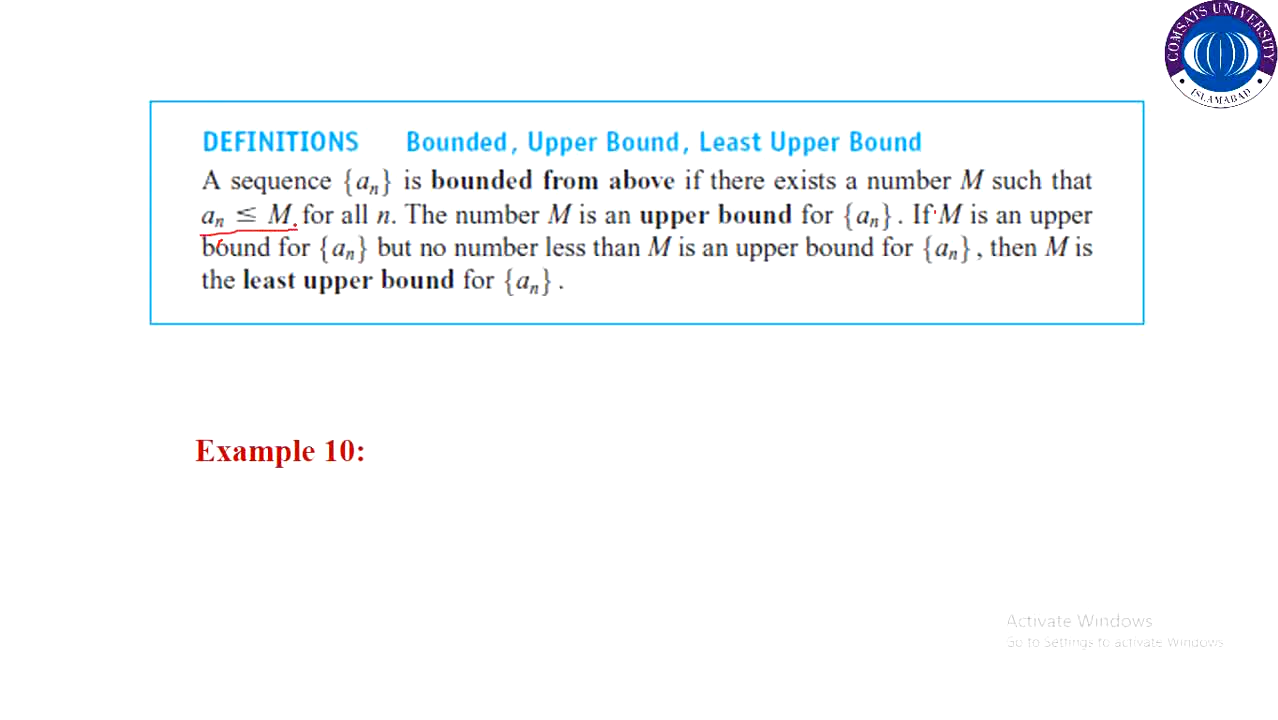 COMSATS UNIVERSITY
ISLAMABAD
DEFINITIONS Bounded, Upper Bound, Least Upper Bound
A sequence {aₙ} is bounded from above if there exists a number M such that
aₙ ≤ M for all n. The number M is an upper bound for {aₙ}. If M is an upper
bound for {aₙ} but no number less than M is an upper bound for {aₙ}, then M is
the least upper bound for {aₙ}.
Example 10:
Activate Windows
Go to Settings to activate Windows.